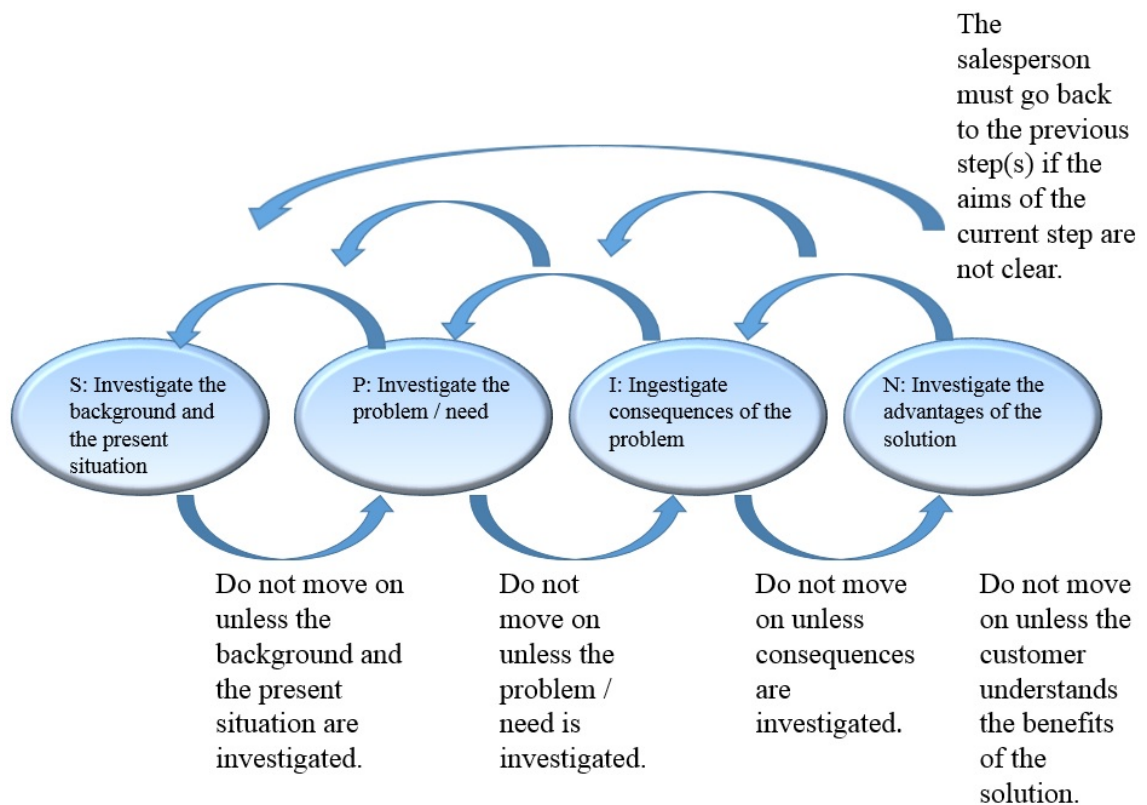 The
salesperson
must go back
to the previous
step(s) if the
aims of the
current step are
not clear.
S: Investigate the
background and
the present
situation
P: Investigate the
problem / need
I: Ingestigate
consequences of the
problem
N: Investigate the
advantages of the
solution
Do not move on
unless the
background and
the present
situation are
investigated.
Do not
move on
unless the
problem /
need is
investigated.
Do not move
on unless
consequences
are
investigated.
Do not move
on unless the
customer
understands
the benefits
of the
solution.